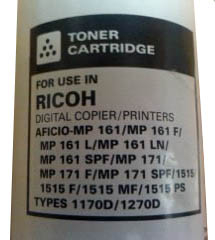 TONER
CARTRIDGE
FOR USE IN
RICOH
DIGITAL COPIER/PRINTERS
AFICIO-MP 161/MP 161 F/
MP 161 L/MP 161 LN/
MP 161 SPF/MP 171/
MP 171 F/MP 171 SPF/1515/
1515 F/1515 MF/1515 PS
TYPES 1170D/1270D